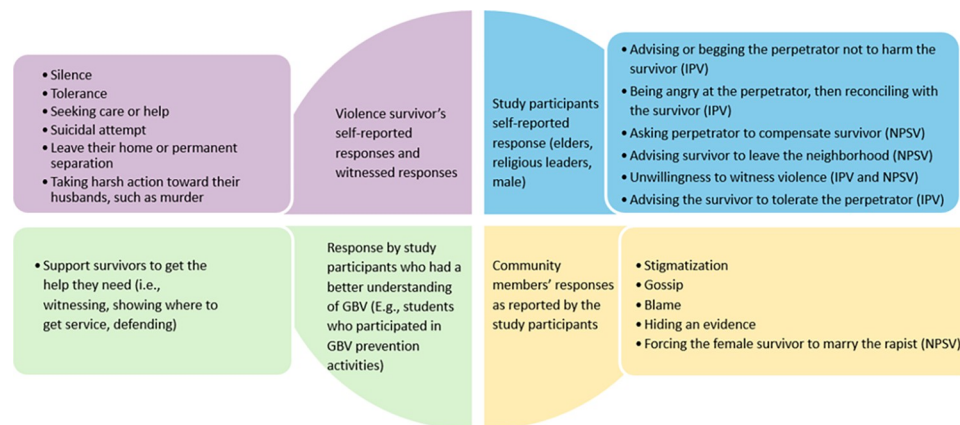 • Silence
• Tolerance
• Seeking care or help
• Suicidal attempt
• Leave their home or permanent
separation
• Taking harsh action toward their
husbands, such as murder
Violence survivor's
self-reported
responses and
witnessed responses
Study participants
self-reported
response (elders,
religious leaders,
male)
• Advising or begging the perpetrator not to harm the
survivor (IPV)
• Being angry at the perpetrator, then reconciling with
the survivor (IPV)
• Asking perpetrator to compensate survivor (NPSV)
• Advising survivor to leave the neighborhood (NPSV)
• Unwillingness to witness violence (IPV and NPSV)
• Advising the survivor to tolerate the perpetrator (IPV)
• Support survivors to get the
help they need (i.e.,
witnessing, showing where to
get service, defending)
Response by study
participants who had a
better understanding
of GBV (E.g., students
who participated in
GBV prevention
activities)
Community
members' responses
as reported by the
study participants
• Stigmatization
• Gossip
• Blame
• Hiding an evidence
• Forcing the female survivor to marry the rapist (NPSV)